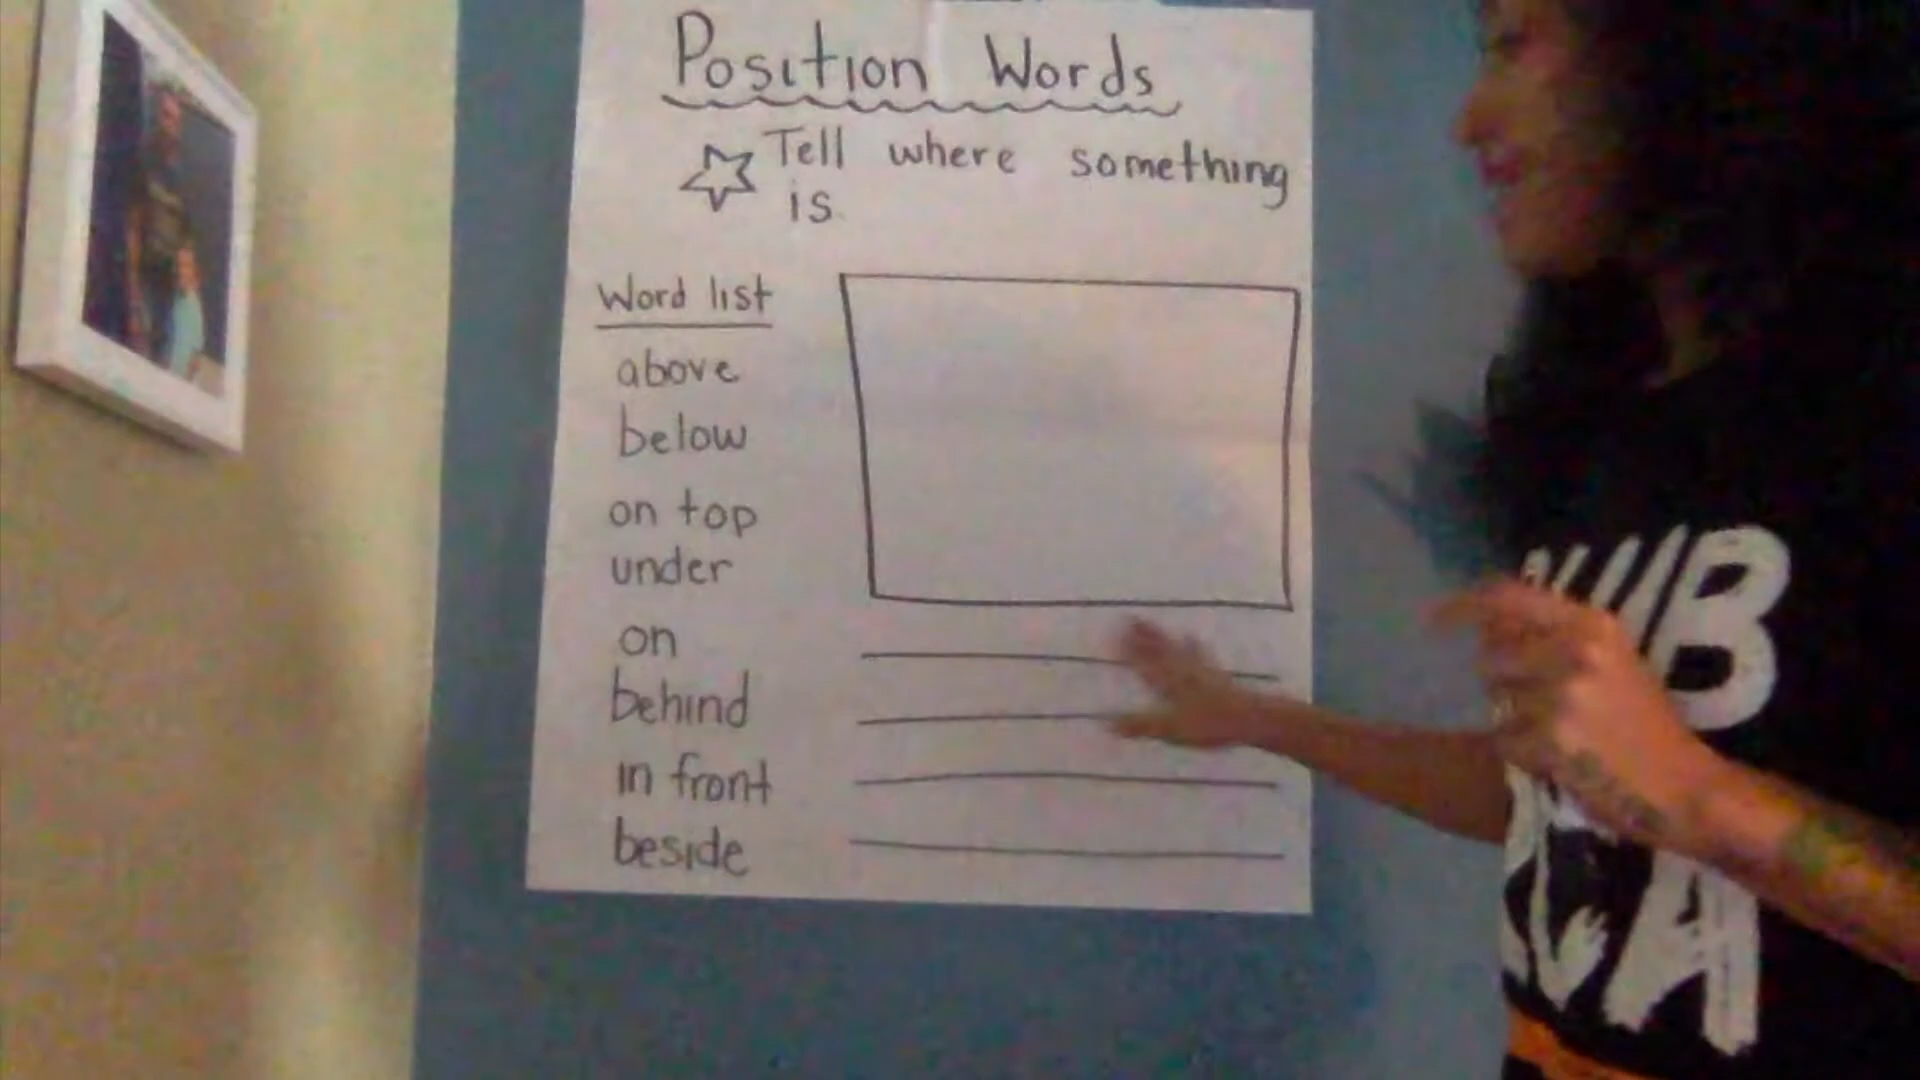 Position Words
Tell where something
is
Word list
above
below
on top
under
on
behind
in front
beside